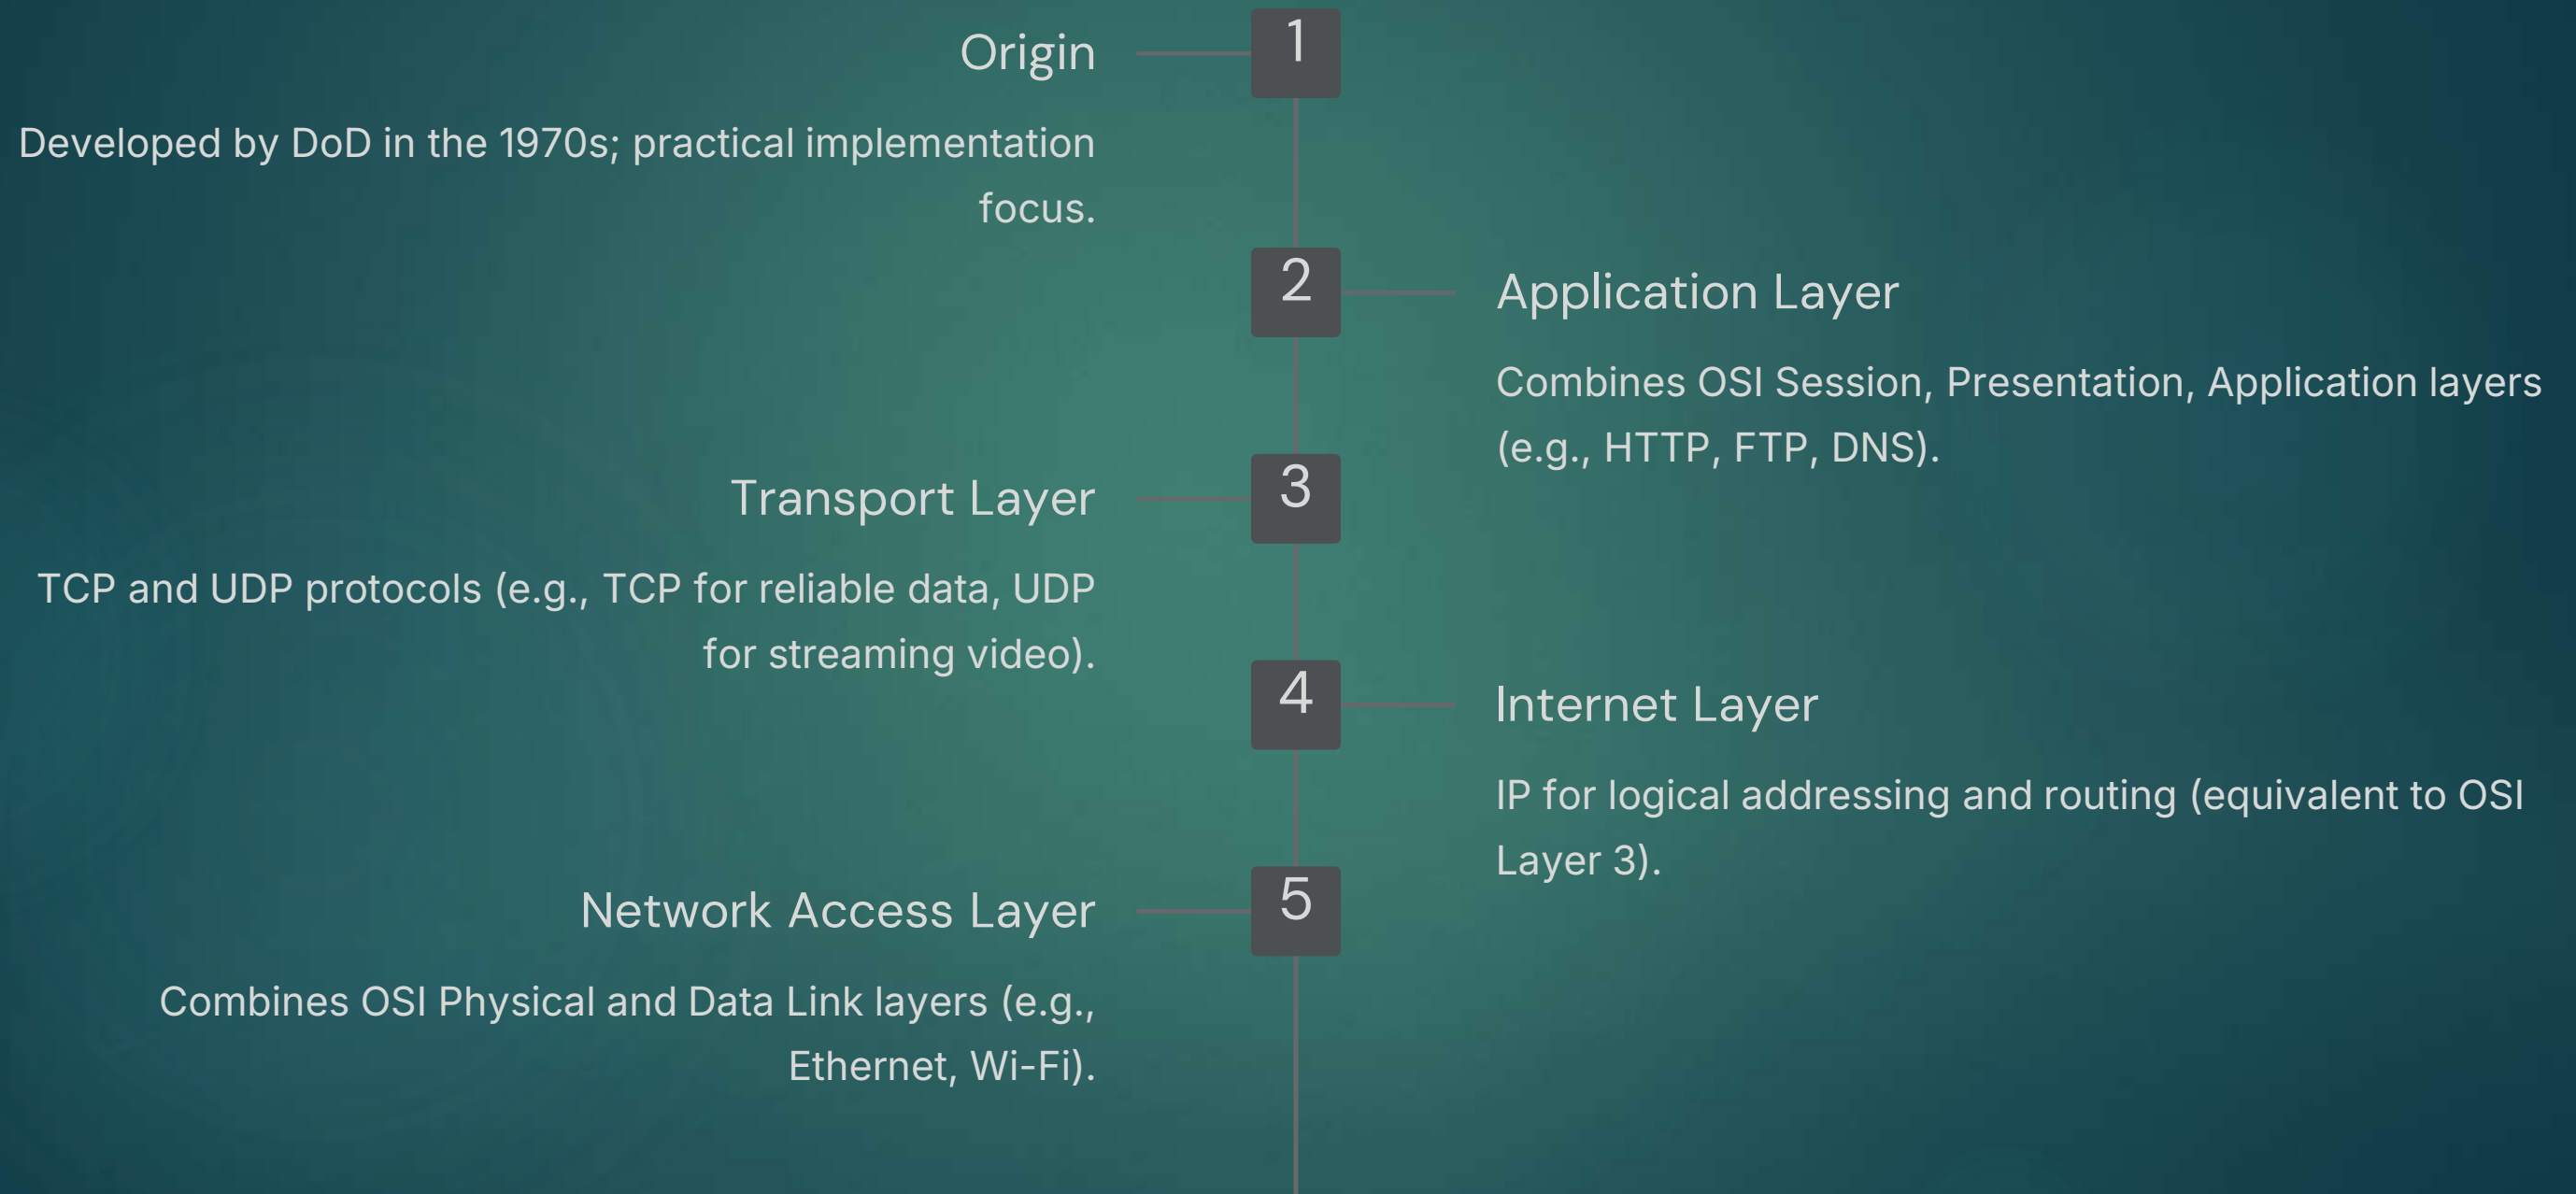 1
Origin
Developed by DoD in the 1970s; practical implementation
focus.
2
Application Layer
Combines OSI Session, Presentation, Application layers
(e.g., HTTP, FTP, DNS).
3
Transport Layer
TCP and UDP protocols (e.g., TCP for reliable data, UDP
for streaming video).
4
Internet Layer
IP for logical addressing and routing (equivalent to OSI
Layer 3).
5
Network Access Layer
Combines OSI Physical and Data Link layers (e.g.,
Ethernet, Wi-Fi).